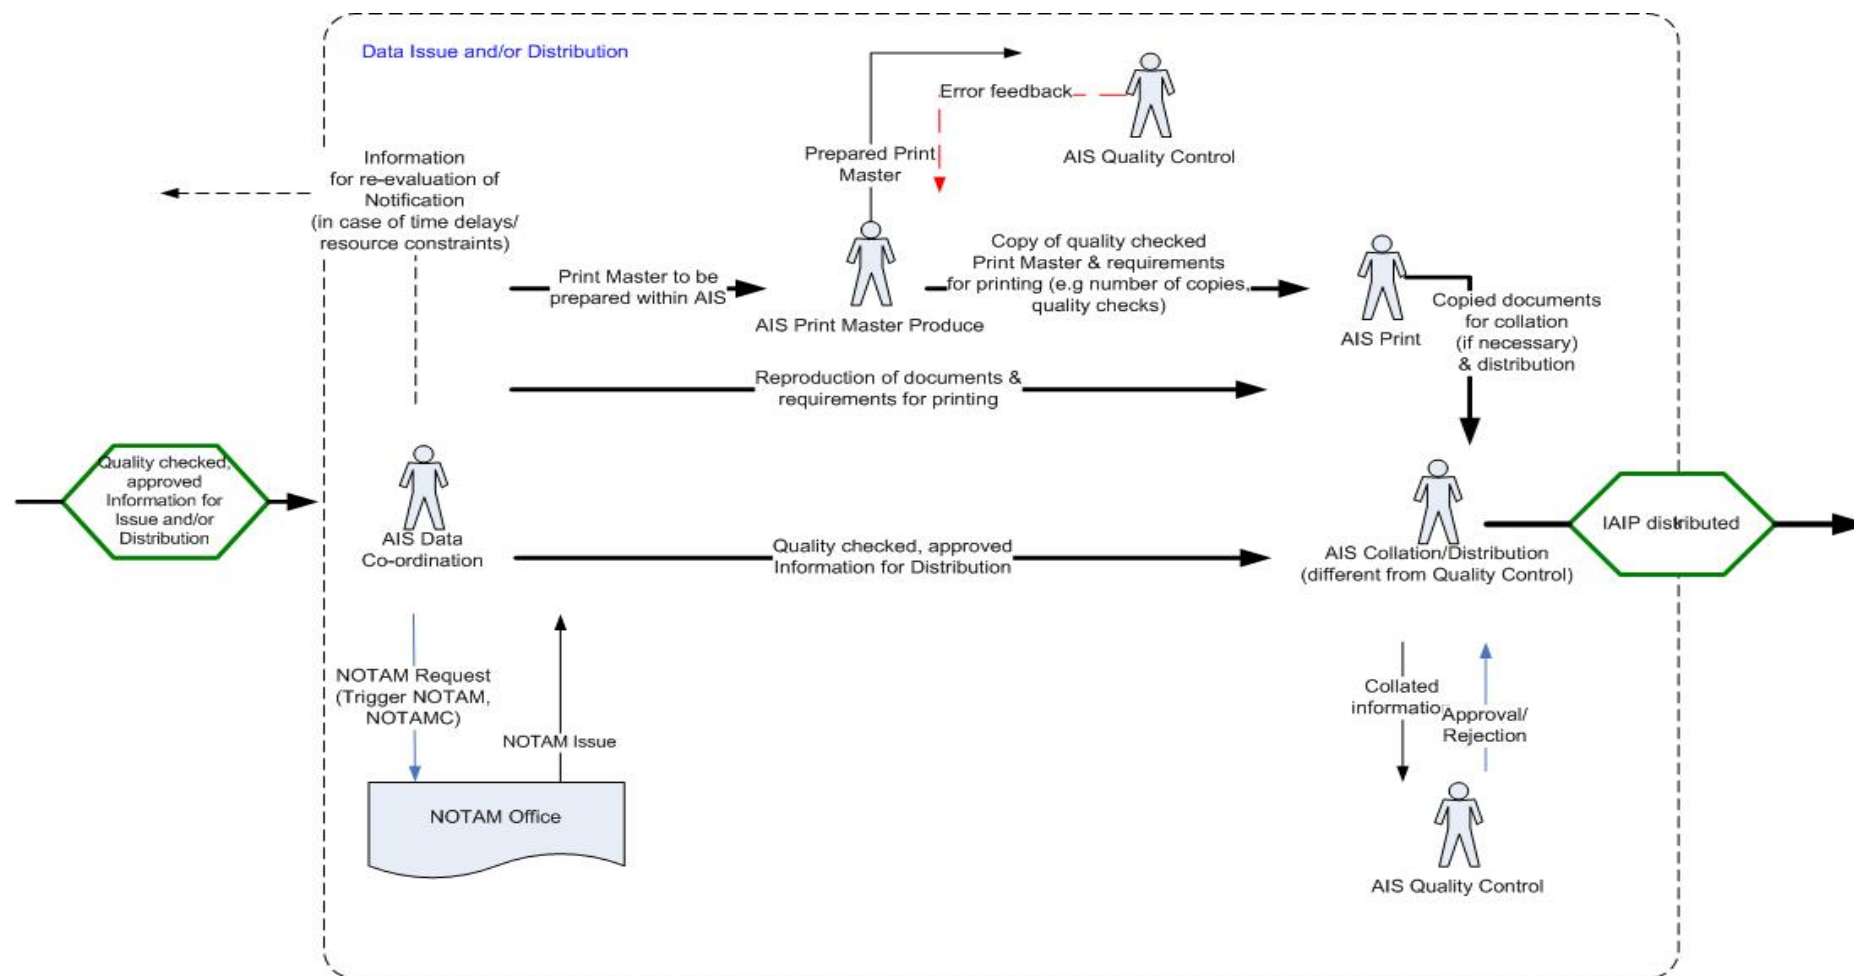 Data Issue and/or Distribution
Error feedback
AIS Quality Control
Prepared Print
Master
Information
for re-evaluation of
Notification
(in case of time delays/
resource constraints)
Print Master to be
prepared within AIS
AIS Print Master Produce
Copy of quality checked
Print Master & requirements
for printing (e.g number of copies,
quality checks)
AIS Print
Copied documents
for collation
(if necessary)
& distribution
Reproduction of documents &
requirements for printing
Quality checked,
approved
Information for
Issue and/or
Distribution
AIS Data
Co-ordination
Quality checked, approved
Information for Distribution
AIS Collation/Distribution
(different from Quality Control)
IAIP distributed
NOTAM Request
(Trigger NOTAM,
NOTAMC)
NOTAM Issue
NOTAM Office
Collated
information
Approval/
Rejection
AIS Quality Control